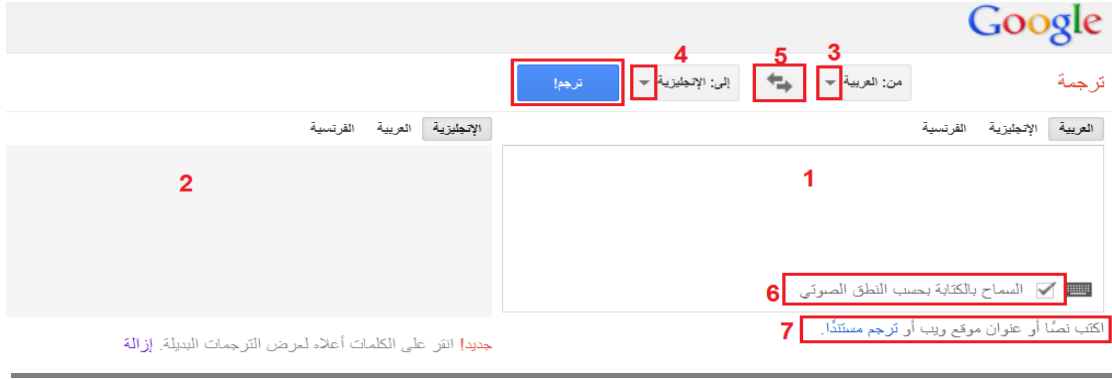 Google
4 5 3
ترجمة من: العربية إلى: الإنجليزية ترجم!
العربية الإنجليزية الفرنسية الإنجليزية العربية الفرنسية
1 2
السماح بالكتابة بحسب النطق الصوتي 6
اكتب نصًا أو عنوان موقع ويب أو ترجم مستندًا. 7
جديد! انقر على الكلمات أعلاه لعرض الترجمات البديلة. إزالة